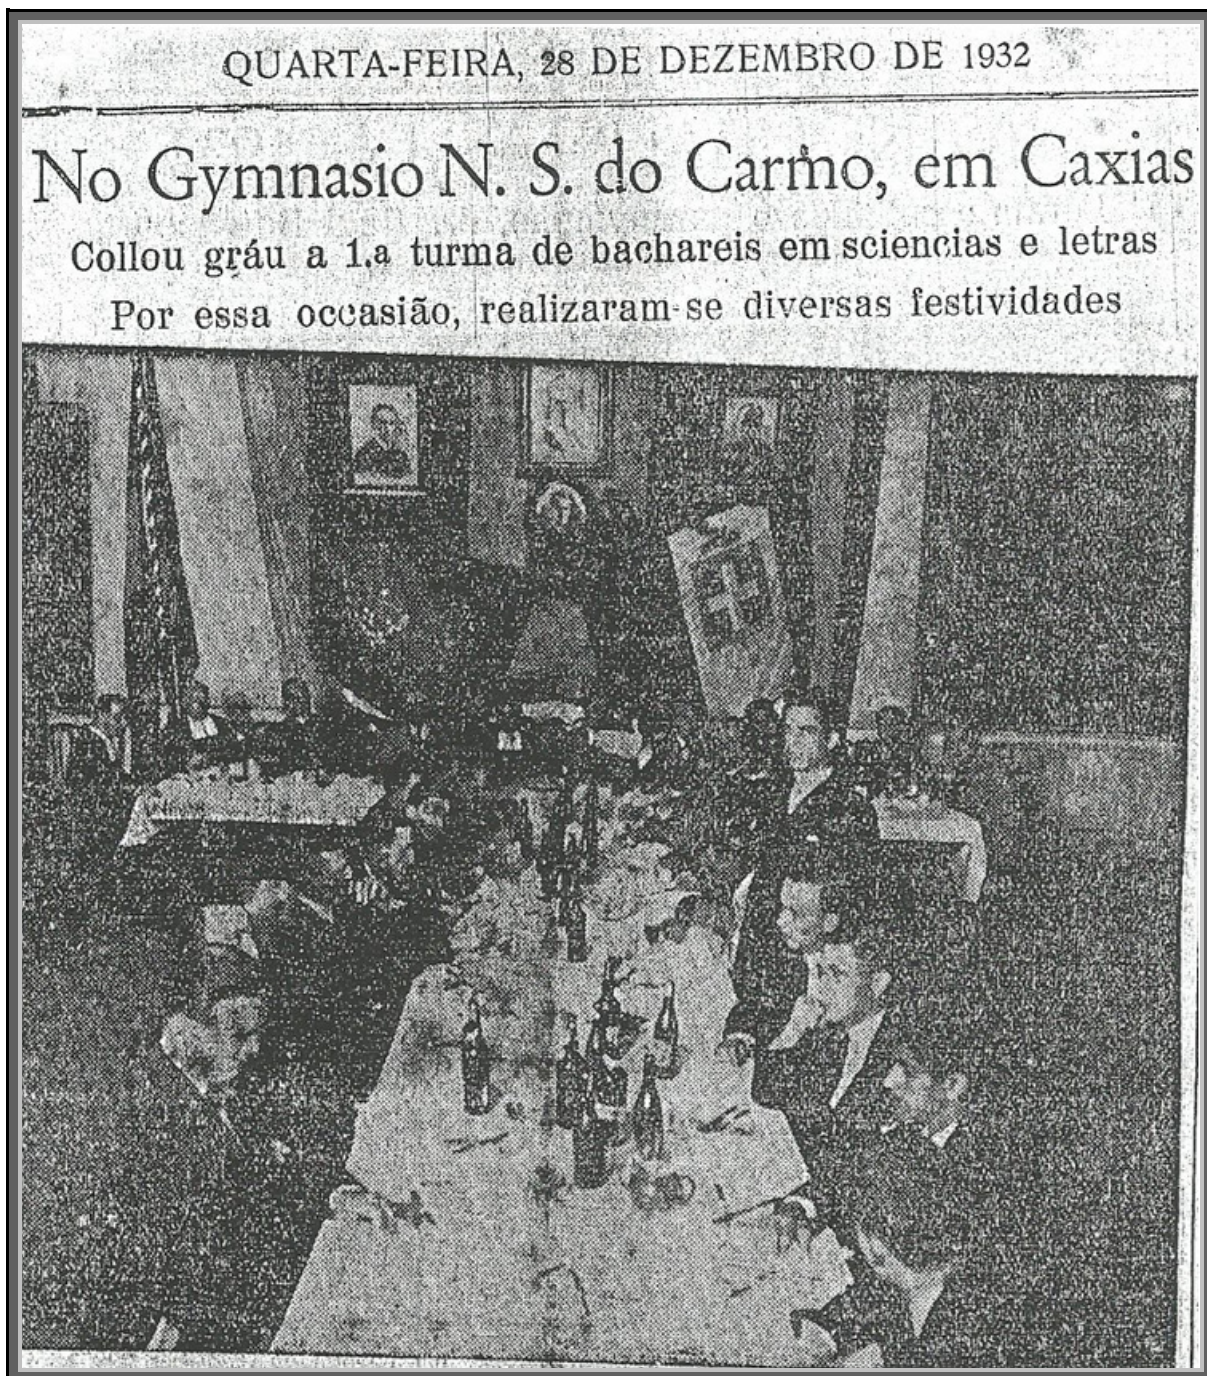 QUARTA-FEIRA, 28 DE DEZEMBRO DE 1932
No Gymnasio N. S. do Carmo, em Caxias
Collou gráu a 1.a turma de bachareis em sciencias e letras
Por essa occasião, realizaram-se diversas festividades